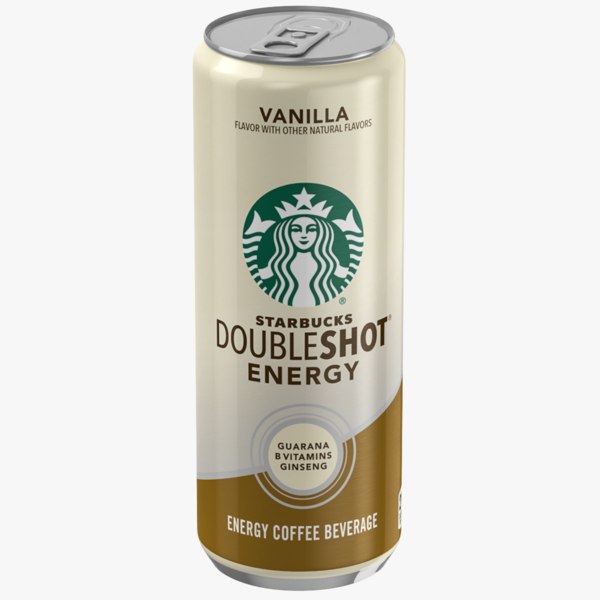 VANILLA
FLAVOR WITH OTHER NATURAL FLAVORS
®
STARBUCKS
DOUBLESHOT®
ENERGY
GUARANA
B VITAMINS
GINSENG
ENERGY COFFEE BEVERAGE